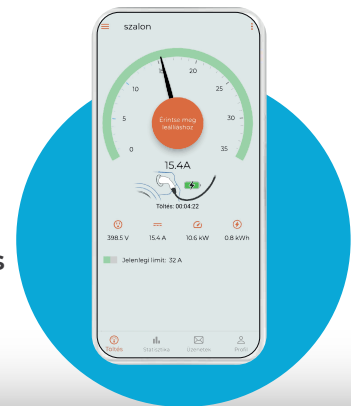 szalon
15
20
10
25
5
30
0
35
Érintse meg
leállításhoz
15.4A
Töltés: 00:04:22
398.5 V
15.4 A
10.6 kW
0.8 kWh
Jelenlegi limit: 32 A
s
Töltés
Statisztika
Üzenetek
Profil